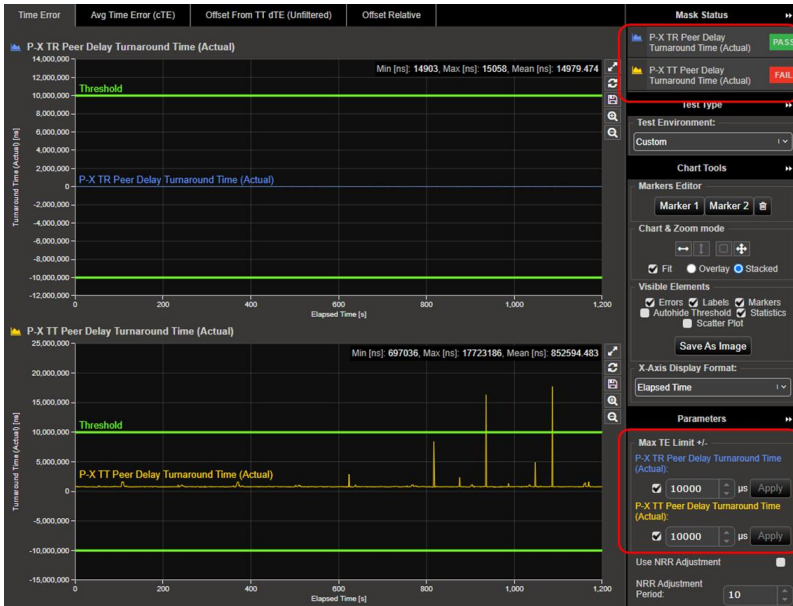 Time Error
Avg Time Error (cTE)
Offset From TT dTE (Unfiltered)
Offset Relative
P-X TR Peer Delay Turnaround Time (Actual)
Min [ns]: 14903, Max [ns]: 15058, Mean [ns]: 14979.474
Turnaround Time (Actual) [ns]
14,000,000
12,000,000
10,000,000
8,000,000
6,000,000
4,000,000
2,000,000
0
-2,000,000
-4,000,000
-6,000,000
-8,000,000
-10,000,000
-12,000,000
Threshold
P-X TR Peer Delay Turnaround Time (Actual)
0
200
400
600
800
1,000
1,200
Elapsed Time [s]
P-X TT Peer Delay Turnaround Time (Actual)
Min [ns]: 697036, Max [ns]: 17723186, Mean [ns]: 852594.483
Turnaround Time (Actual) [ns]
25,000,000
20,000,000
15,000,000
10,000,000
5,000,000
0
-5,000,000
-10,000,000
-15,000,000
Threshold
P-X TT Peer Delay Turnaround Time (Actual)
0
200
400
600
800
1,000
1,200
Elapsed Time [s]
Mask Status
P-X TR Peer Delay
Turnaround Time (Actual)
PASS
P-X TT Peer Delay
Turnaround Time (Actual)
FAIL
Test Type
Test Environment:
Custom
Chart Tools
Markers Editor
Marker 1
Marker 2
Chart & Zoom mode
Fit
Overlay
Stacked
Visible Elements
Errors
Labels
Markers
Autohide Threshold
Statistics
Scatter Plot
Save As Image
X-Axis Display Format:
Elapsed Time
Parameters
Max TE Limit +/-
P-X TR Peer Delay Turnaround Time
(Actual):
10000
µs
Apply
P-X TT Peer Delay Turnaround Time
(Actual):
10000
µs
Apply
Use NRR Adjustment
NRR Adjustment
Period:
10